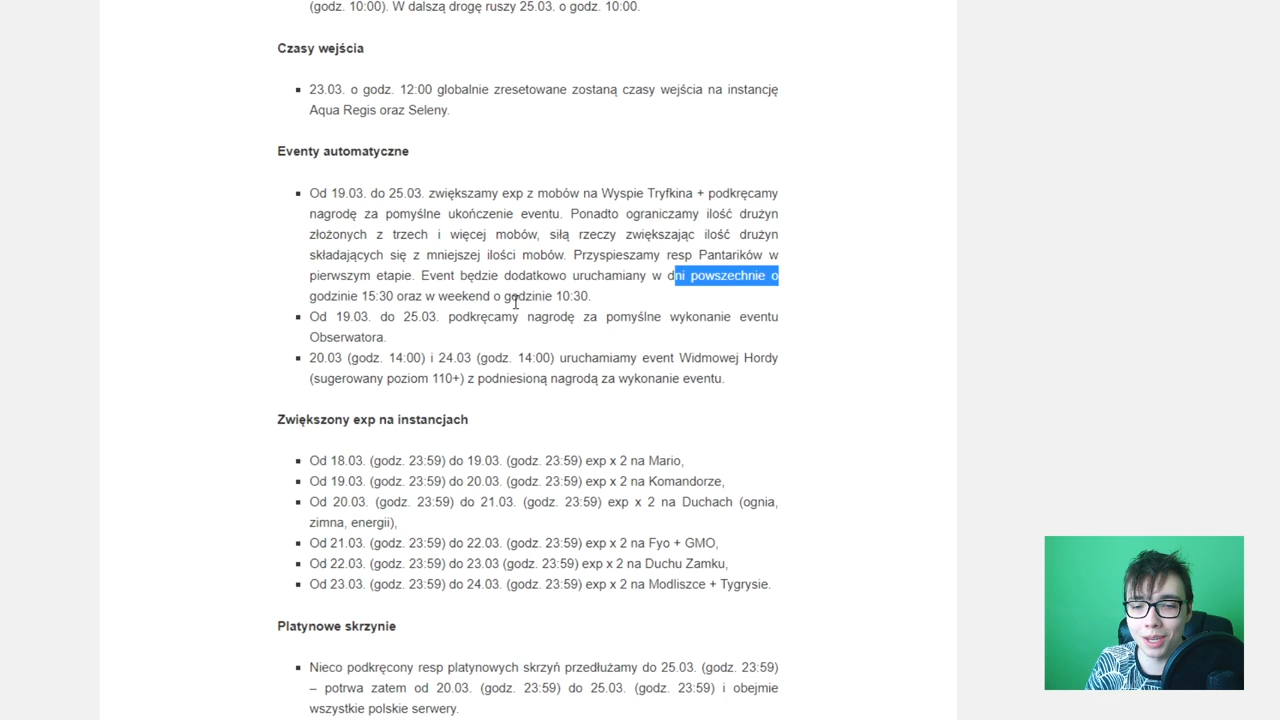 (godz. 10:00). W dalszą drogę ruszy 25.03. o godz. 10:00.
Czasy wejścia
23.03. o godz. 12:00 globalnie zresetowane zostaną czasy wejścia na instancję
Aqua Regis oraz Seleny.
Eventy automatyczne
Od 19.03. do 25.03. zwiększamy exp z mobów na Wyspie Tryfkina + podkręcamy
nagrodę za pomyślne ukończenie eventu. Ponadto ograniczamy ilość drużyn
złożonych z trzech i więcej mobów, siłą rzeczy zwiększając ilość drużyn
składających się z mniejszej ilości mobów. Przyspieszamy resp Pantarików w
pierwszym etapie. Event będzie dodatkowo uruchamiany w dni powszechnie o
godzinie 15:30 oraz w weekend o godzinie 10:30.
Od 19.03. do 25.03. podkręcamy nagrodę za pomyślne wykonanie eventu
Obserwatora.
20.03 (godz. 14:00) i 24.03 (godz. 14:00) uruchamiamy event Widmowej Hordy
(sugerowany poziom 110+) z podniesioną nagrodą za wykonanie eventu.
Zwiększony exp na instancjach
Od 18.03. (godz. 23:59) do 19.03. (godz. 23:59) exp x 2 na Mario,
Od 19.03. (godz. 23:59) do 20.03. (godz. 23:59) exp x 2 na Komandorze,
Od 20.03. (godz. 23:59) do 21.03. (godz. 23:59) exp x 2 na Duchach (ognia,
zimna, energii),
Od 21.03. (godz. 23:59) do 22.03. (godz. 23:59) exp x 2 na Fyo + GMO,
Od 22.03. (godz. 23:59) do 23.03 (godz. 23:59) exp x 2 na Duchu Zamku,
Od 23.03. (godz. 23:59) do 24.03. (godz. 23:59) exp x 2 na Modliszce + Tygrysie.
Platynowe skrzynie
Nieco podkręcony resp platynowych skrzyń przedłużamy do 25.03. (godz. 23:59)
– potrwa zatem od 20.03. (godz. 23:59) do 25.03. (godz. 23:59) i obejmie
wszystkie polskie serwery.